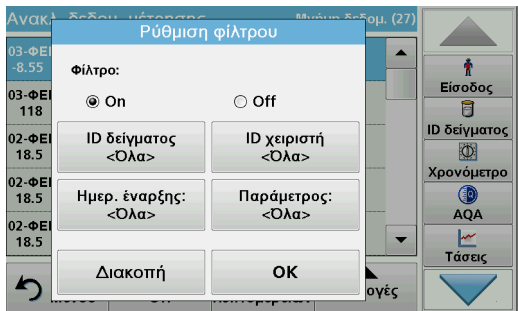 Ρύθμιση φίλτρου
(27)
Φίλτρο:
On
Off
ID δείγματος
<Όλα>
ID χειριστή
<Όλα>
Ημερ. έναρξης:
<Όλα>
Παράμετρος:
<Όλα>
Διακοπή
OK
03-ΦΕ
-8.55
03-ΦΕ
118
02-ΦΕ
18.5
02-ΦΕ
18.5
02-ΦΕ
18.5
ογές
Είσοδος
ID δείγματος
Χρονόμετρο
AQA
Τάσεις